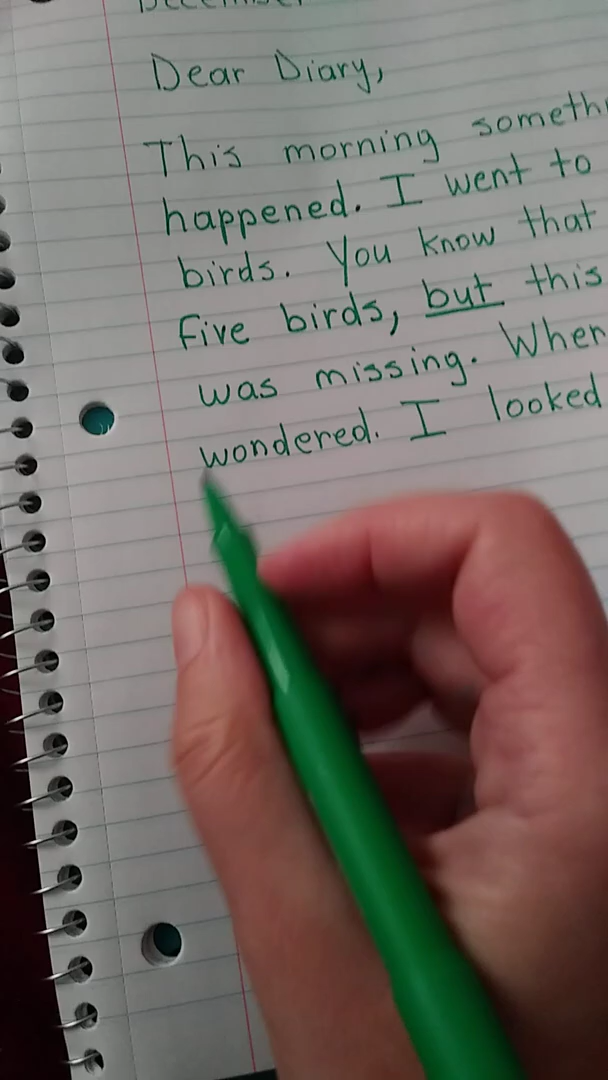 Dear Diary,
This morning
happened. I went to
birds. You know that
five birds, but this
was missing.
wondered. I looked